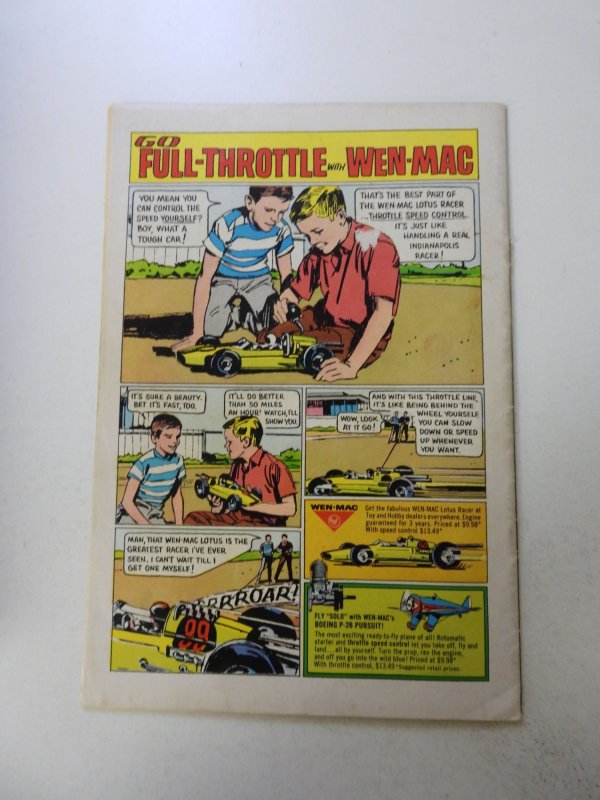 GO
FULL-THROTTLE WITH WEN-MAC
YOU MEAN YOU
CAN CONTROL THE
SPEED YOURSELF?
BOY, WHAT A
TOUGH CAR!
THAT'S THE BEST PART OF
THE WEN-MAC LOTUS RACER
...THROTTLE SPEED CONTROL.
IT'S JUST LIKE
HANDLING A REAL
INDIANAPOLIS
RACER!
IT'S SURE A BEAUTY.
BET IT'S FAST, TOO.
IT'LL DO BETTER
THAN 50 MILES
AN HOUR! WATCH, I'LL
SHOW YOU.
WOW, LOOK
AT IT GO!
AND WITH THIS THROTTLE LINE,
IT'S LIKE BEING BEHIND THE
WHEEL YOURSELF.
YOU CAN SLOW
DOWN OR SPEED
UP WHENEVER
YOU WANT.
MAN, THAT WEN-MAC LOTUS IS THE
GREATEST RACER I'VE EVER
SEEN. I CAN'T WAIT TILL I
GET ONE MYSELF!
RRRROAR!
99
WEN-MAC
Get the fabulous WEN-MAC Lotus Racer at
Toy and Hobby dealers everywhere. Engine
guaranteed for 3 years. Priced at $9.98*
With speed control $13.49*
FLY "SOLO" with WEN-MAC's
BOEING P-26 PURSUIT!
The most exciting ready-to-fly plane of all! Rotomatic
starter and throttle speed control let you take off, fly and
land... all by yourself. Turn the prop, rev the engine,
and off you go into the wild blue! Priced at $9.98*
With throttle control, $13.49 *Suggested retail prices.